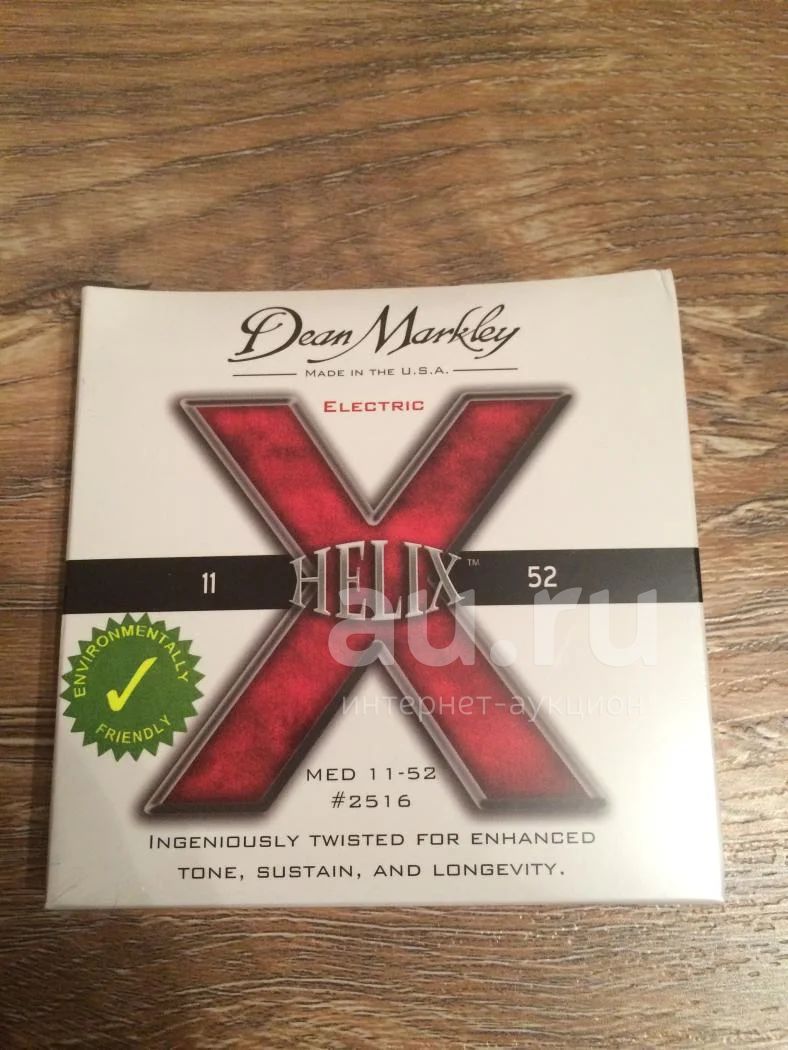 Dean Markley
MADE IN THE U.S.A.
ELECTRIC
11 HELIX™ 52
au.ru
интернет-аукцион
ENVIRONMENTALLY
FRIENDLY
MED 11-52
#2516
INGENIOUSLY TWISTED FOR ENHANCED
TONE, SUSTAIN, AND LONGEVITY.